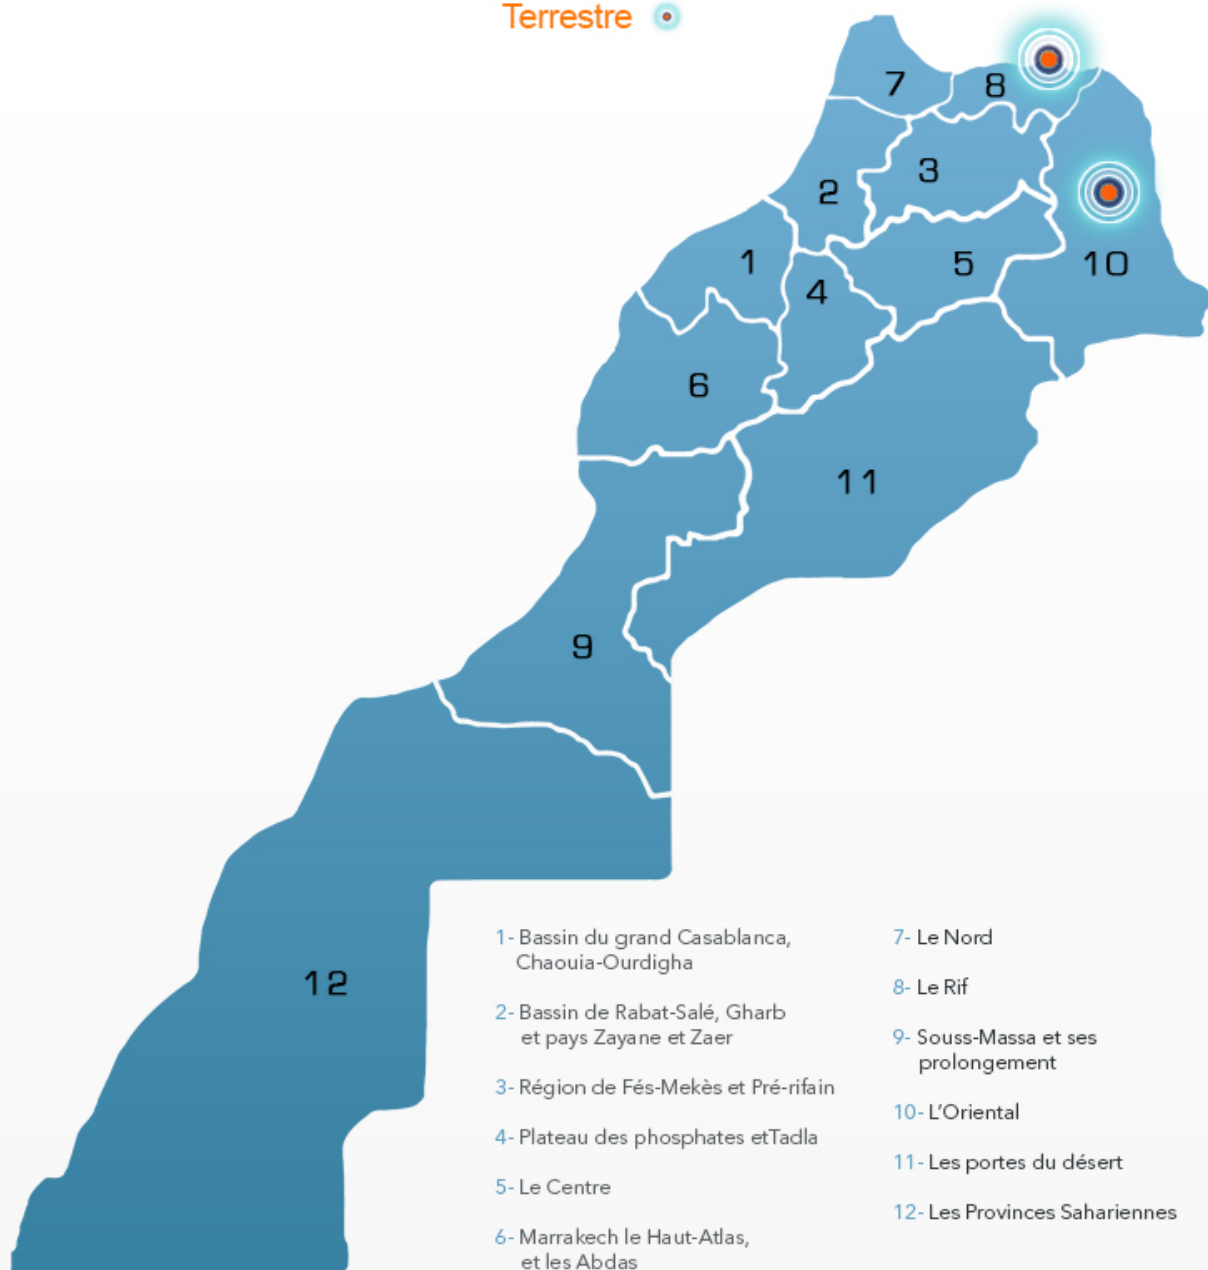 Terrestre
7
8
3
2
1
5
10
4
6
11
9
12
1- Bassin du grand Casablanca,
Chaouia-Ourdigha
2- Bassin de Rabat-Salé, Gharb
et pays Zayane et Zaer
3- Région de Fés-Mekès et Pré-rifain
4- Plateau des phosphates etTadla
5- Le Centre
6- Marrakech le Haut-Atlas,
et les Abdas
7- Le Nord
8- Le Rif
9- Souss-Massa et ses
prolongement
10- L'Oriental
11- Les portes du désert
12- Les Provinces Sahariennes